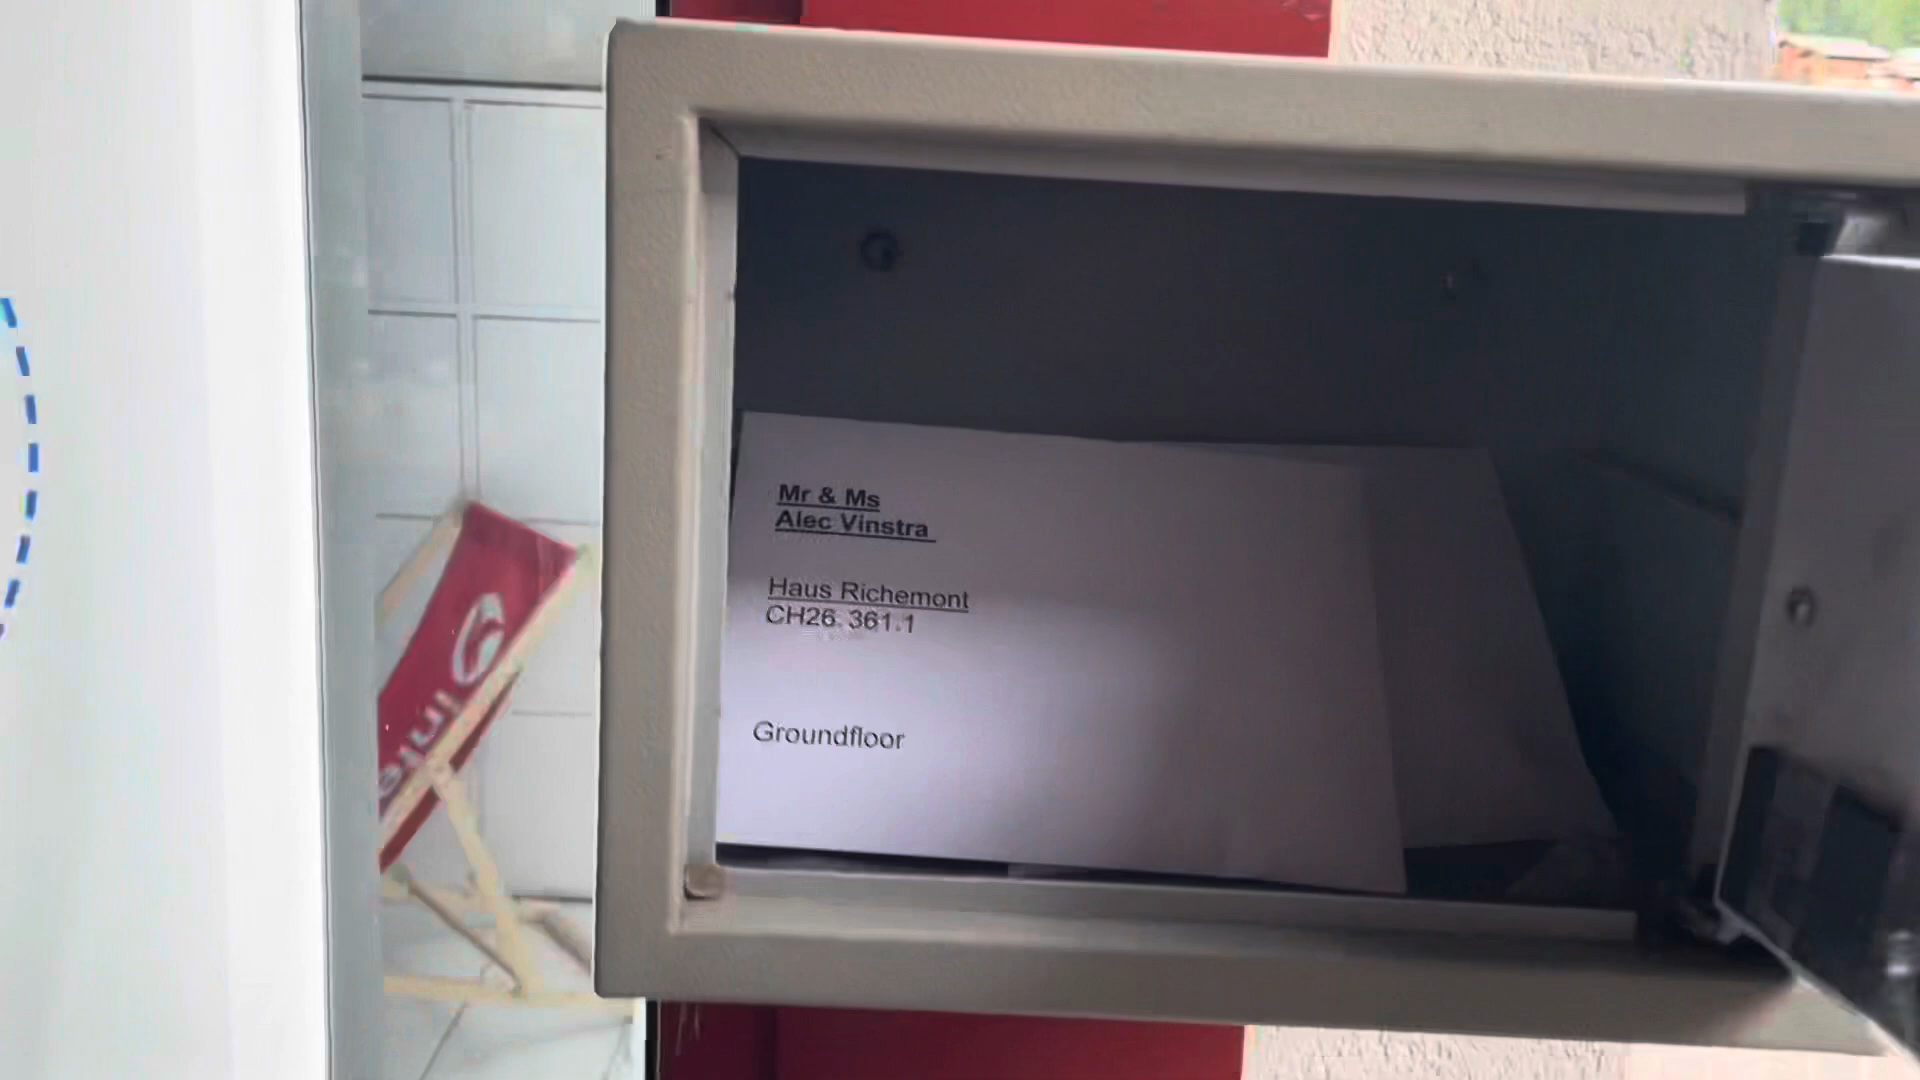 Mr & Ms
Alec Vinstra
Haus Richemont
CH26.361.1
Groundfloor